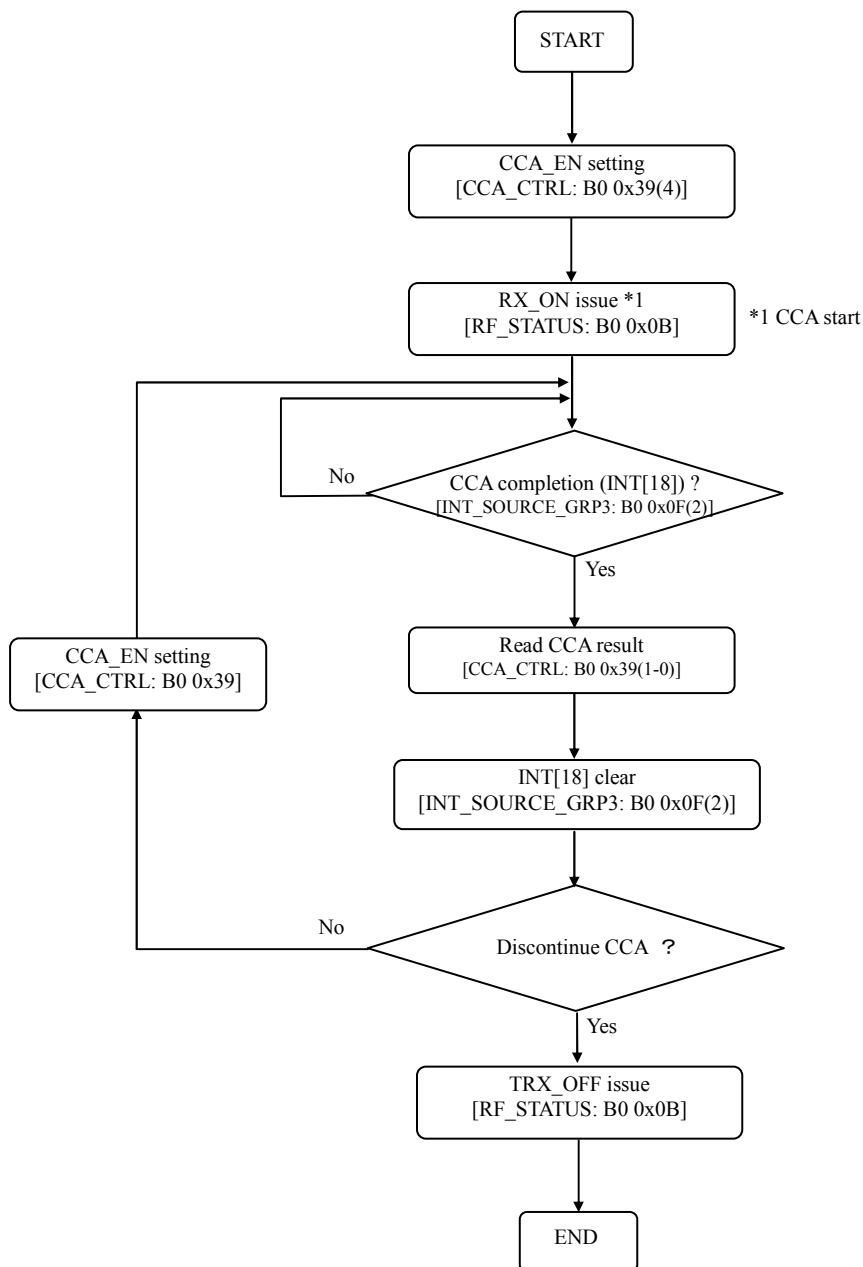 START
CCA_EN setting
[CCA_CTRL: B0 0x39(4)]
RX_ON issue *1
[RF_STATUS: B0 0x0B]
*1 CCA start
No
CCA completion (INT[18]) ?
[INT_SOURCE_GRP3: B0 0x0F(2)]
Yes
Read CCA result
[CCA_CTRL: B0 0x39(1-0)]
CCA_EN setting
[CCA_CTRL: B0 0x39]
INT[18] clear
[INT_SOURCE_GRP3: B0 0x0F(2)]
No
Discontinue CCA ?
Yes
TRX_OFF issue
[RF_STATUS: B0 0x0B]
END